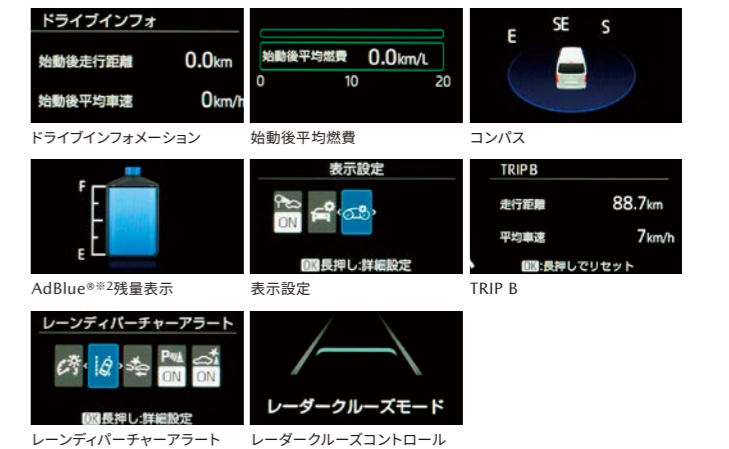 ドライブインフォ
始動後走行距離 0.0km
始動後平均車速 0km/h
ドライブインフォメーション
始動後平均燃費 0.0km/L
0 10 20
始動後平均燃費
E SE S
コンパス
F
E
AdBlue®※2残量表示
表示設定
ON
OK長押し:詳細設定
表示設定
TRIP B
走行距離 88.7km
平均車速 7km/h
OK:長押しでリセット
TRIP B
レーンディパーチャーアラート
P
ON ON
OK長押し:詳細設定
レーンディパーチャーアラート
レーダークルーズモード
レーダークルーズコントロール